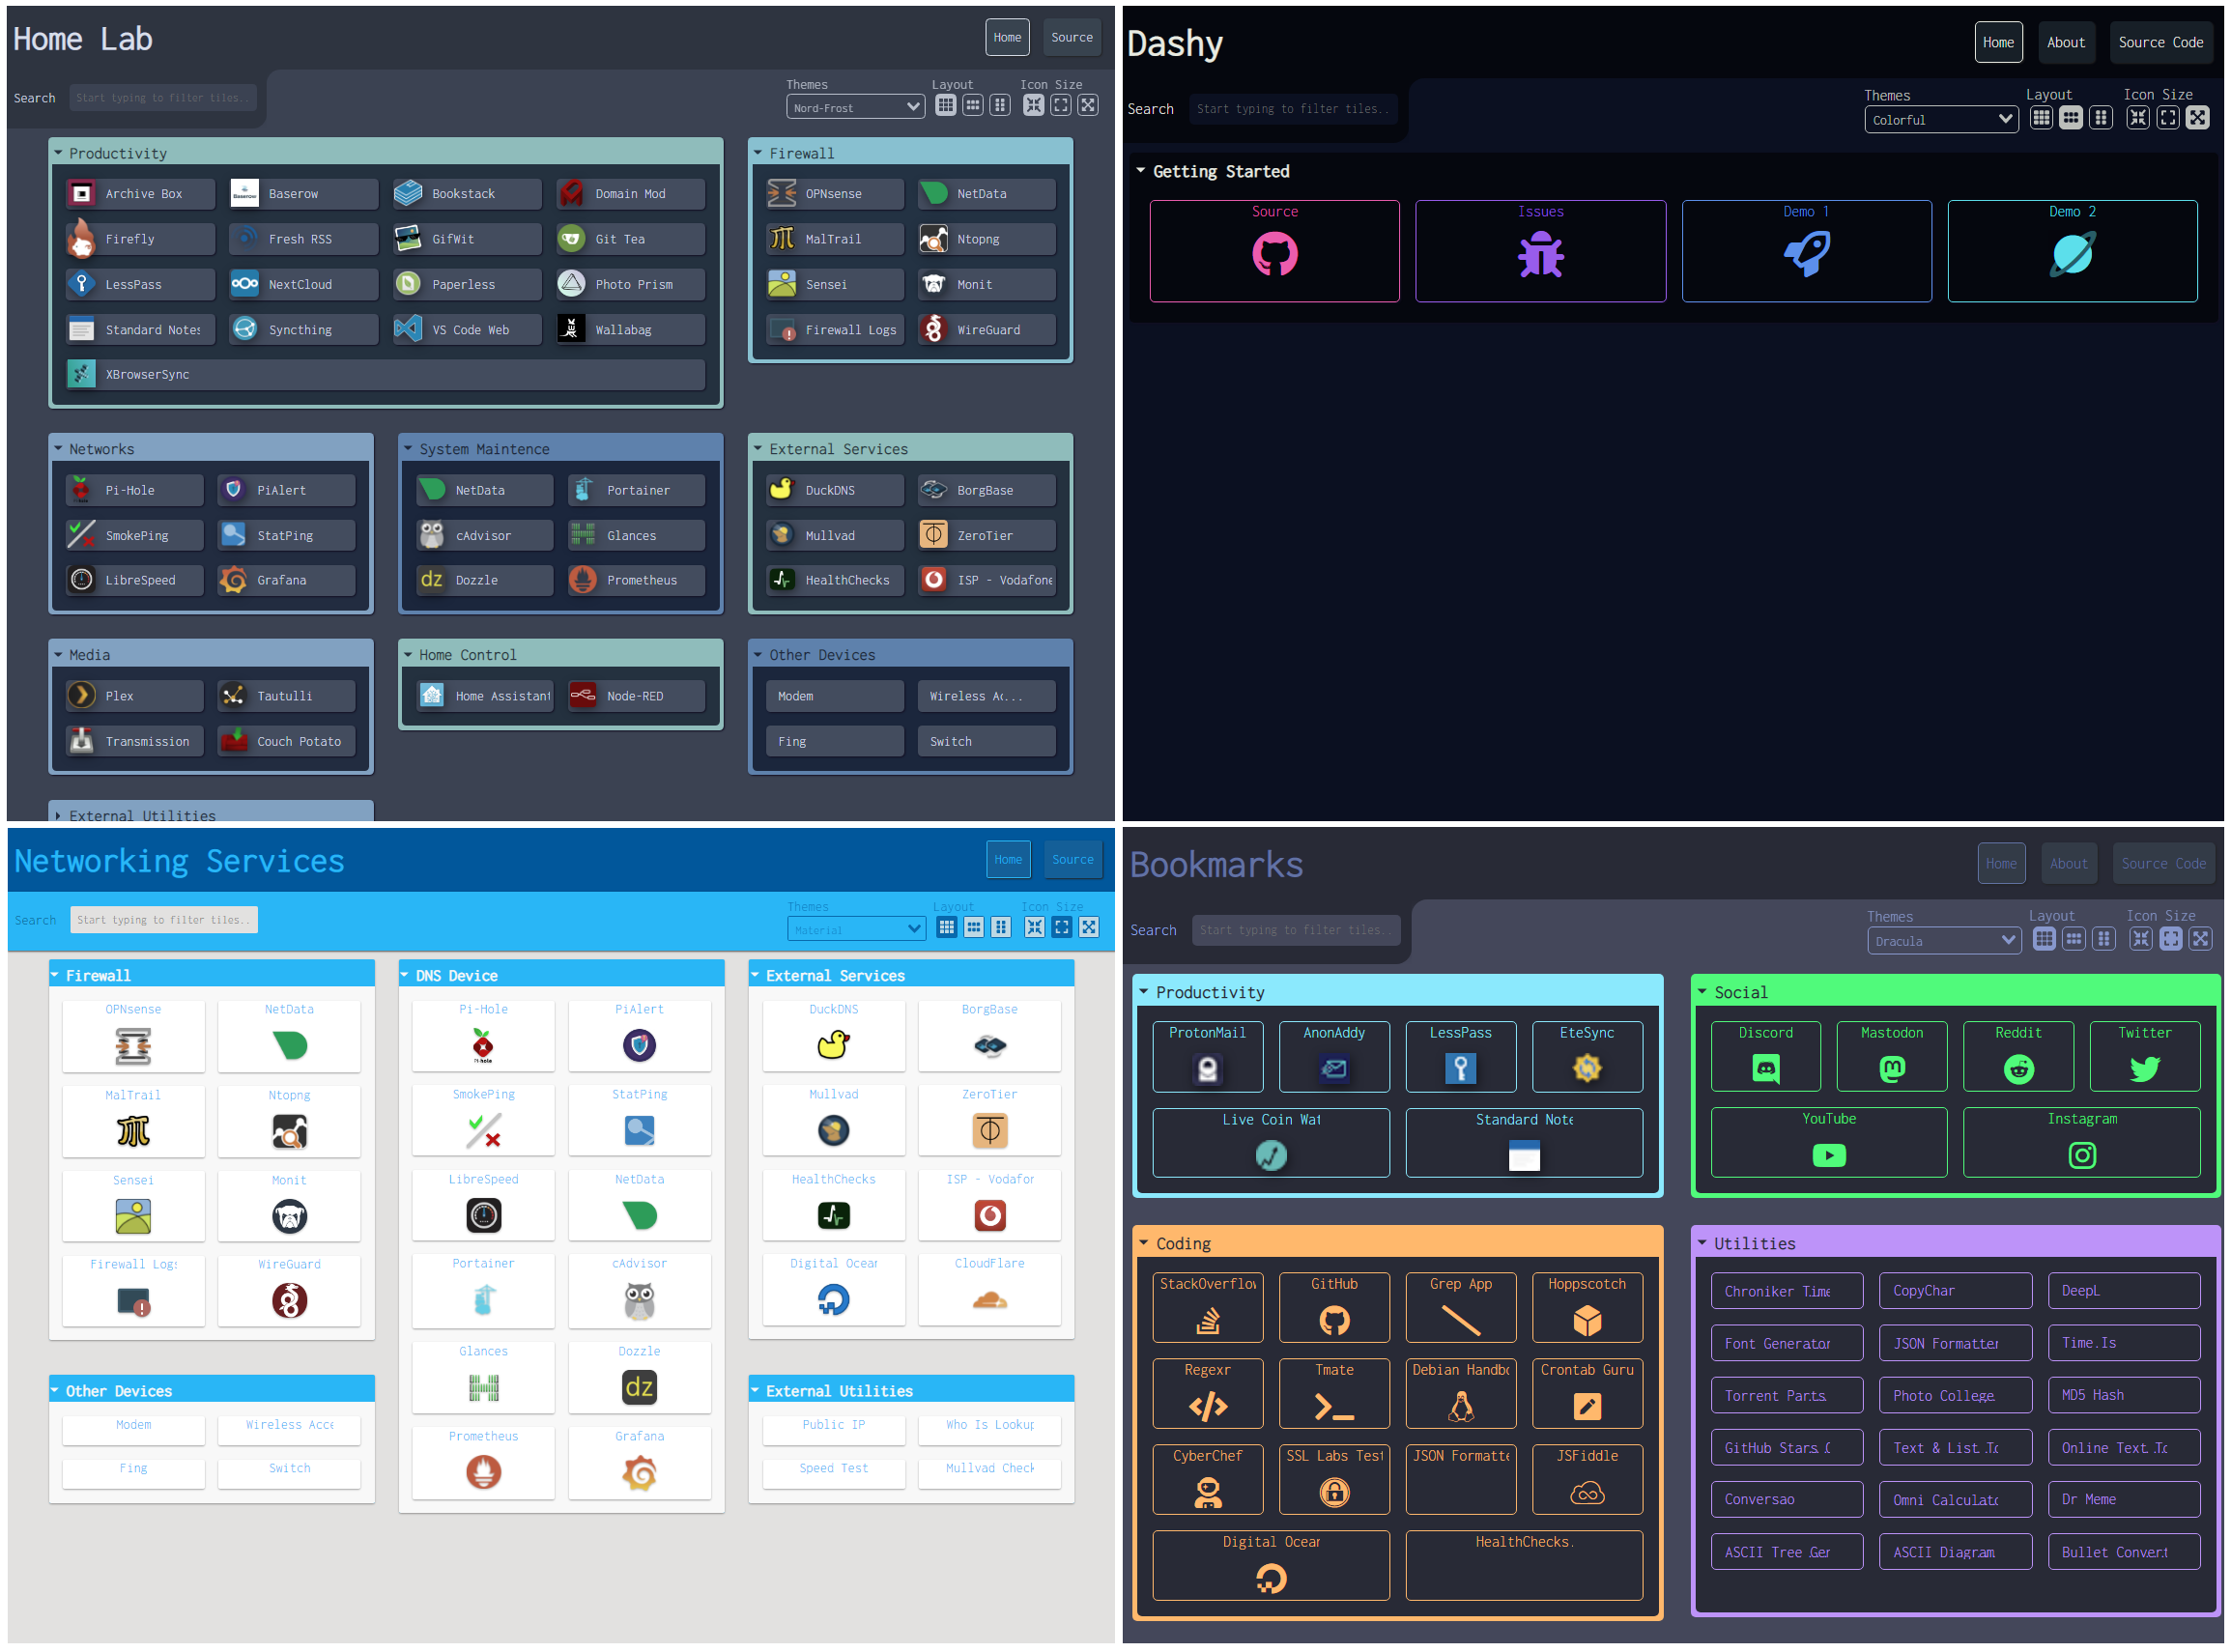 Home Lab
Home Source
Search Start typing to filter tiles..
Themes Layout Icon Size
Nord-Frost
Productivity
Archive Box Baserow Bookstack Domain Mod
Firefly Fresh RSS GifWit Git Tea
LessPass NextCloud Paperless Photo Prism
Standard Notes Syncthing VS Code Web Wallabag
XBrowserSync
Firewall
OPNsense NetData
MalTrail Ntopng
Sensei Monit
Firewall Logs WireGuard
Networks
Pi-Hole PiAlert
SmokePing StatPing
LibreSpeed Grafana
System Maintence
NetData Portainer
cAdvisor Glances
dz Dozzle Prometheus
External Services
DuckDNS BorgBase
Mullvad ZeroTier
HealthChecks ISP - Vodafone
Media
Plex Tautulli
Transmission Couch Potato
Home Control
Home Assistant Node-RED
Other Devices
Modem Wireless Ac...
Fing Switch
External Utilities
Dashy
Home About Source Code
Search Start typing to filter tiles..
Themes Layout Icon Size
Colorful
Getting Started
Source Issues Demo 1 Demo 2
Networking Services
Home Source
Search Start typing to filter tiles..
Themes Layout Icon Size
Material
Firewall
OPNsense NetData
MalTrail Ntopng
Sensei Monit
Firewall Logs WireGuard
Other Devices
Modem Wireless Acce
Fing Switch
DNS Device
Pi-Hole PiAlert
SmokePing StatPing
LibreSpeed NetData
Portainer cAdvisor
Glances Dozzle
dz
Prometheus Grafana
External Services
DuckDNS BorgBase
Mullvad ZeroTier
HealthChecks ISP - Vodafor
Digital Ocear CloudFlare
External Utilities
Public IP Who Is Lookup
Speed Test Mullvad Check
Bookmarks
Home About Source Code
Search Start typing to filter tiles..
Themes Layout Icon Size
Dracula
Productivity
ProtonMail AnonAddy LessPass EteSync
Live Coin Wat Standard Note
Social
Discord Mastodon Reddit Twitter
YouTube Instagram
Coding
StackOverflow GitHub Grep App Hoppscotch
Regexr Tmate Debian Handbo Crontab Guru
CyberChef SSL Labs Test JSON Formatte JSFiddle
Digital Ocear HealthChecks.
Utilities
Chroniker Time CopyChar DeepL
Font Generator JSON Formatter Time.Is
Torrent Parts Photo College MD5 Hash
GitHub Stars Text & List To Online Text To
Conversao Omni Calculato Dr Meme
ASCII Tree Gen ASCII Diagram Bullet Convert